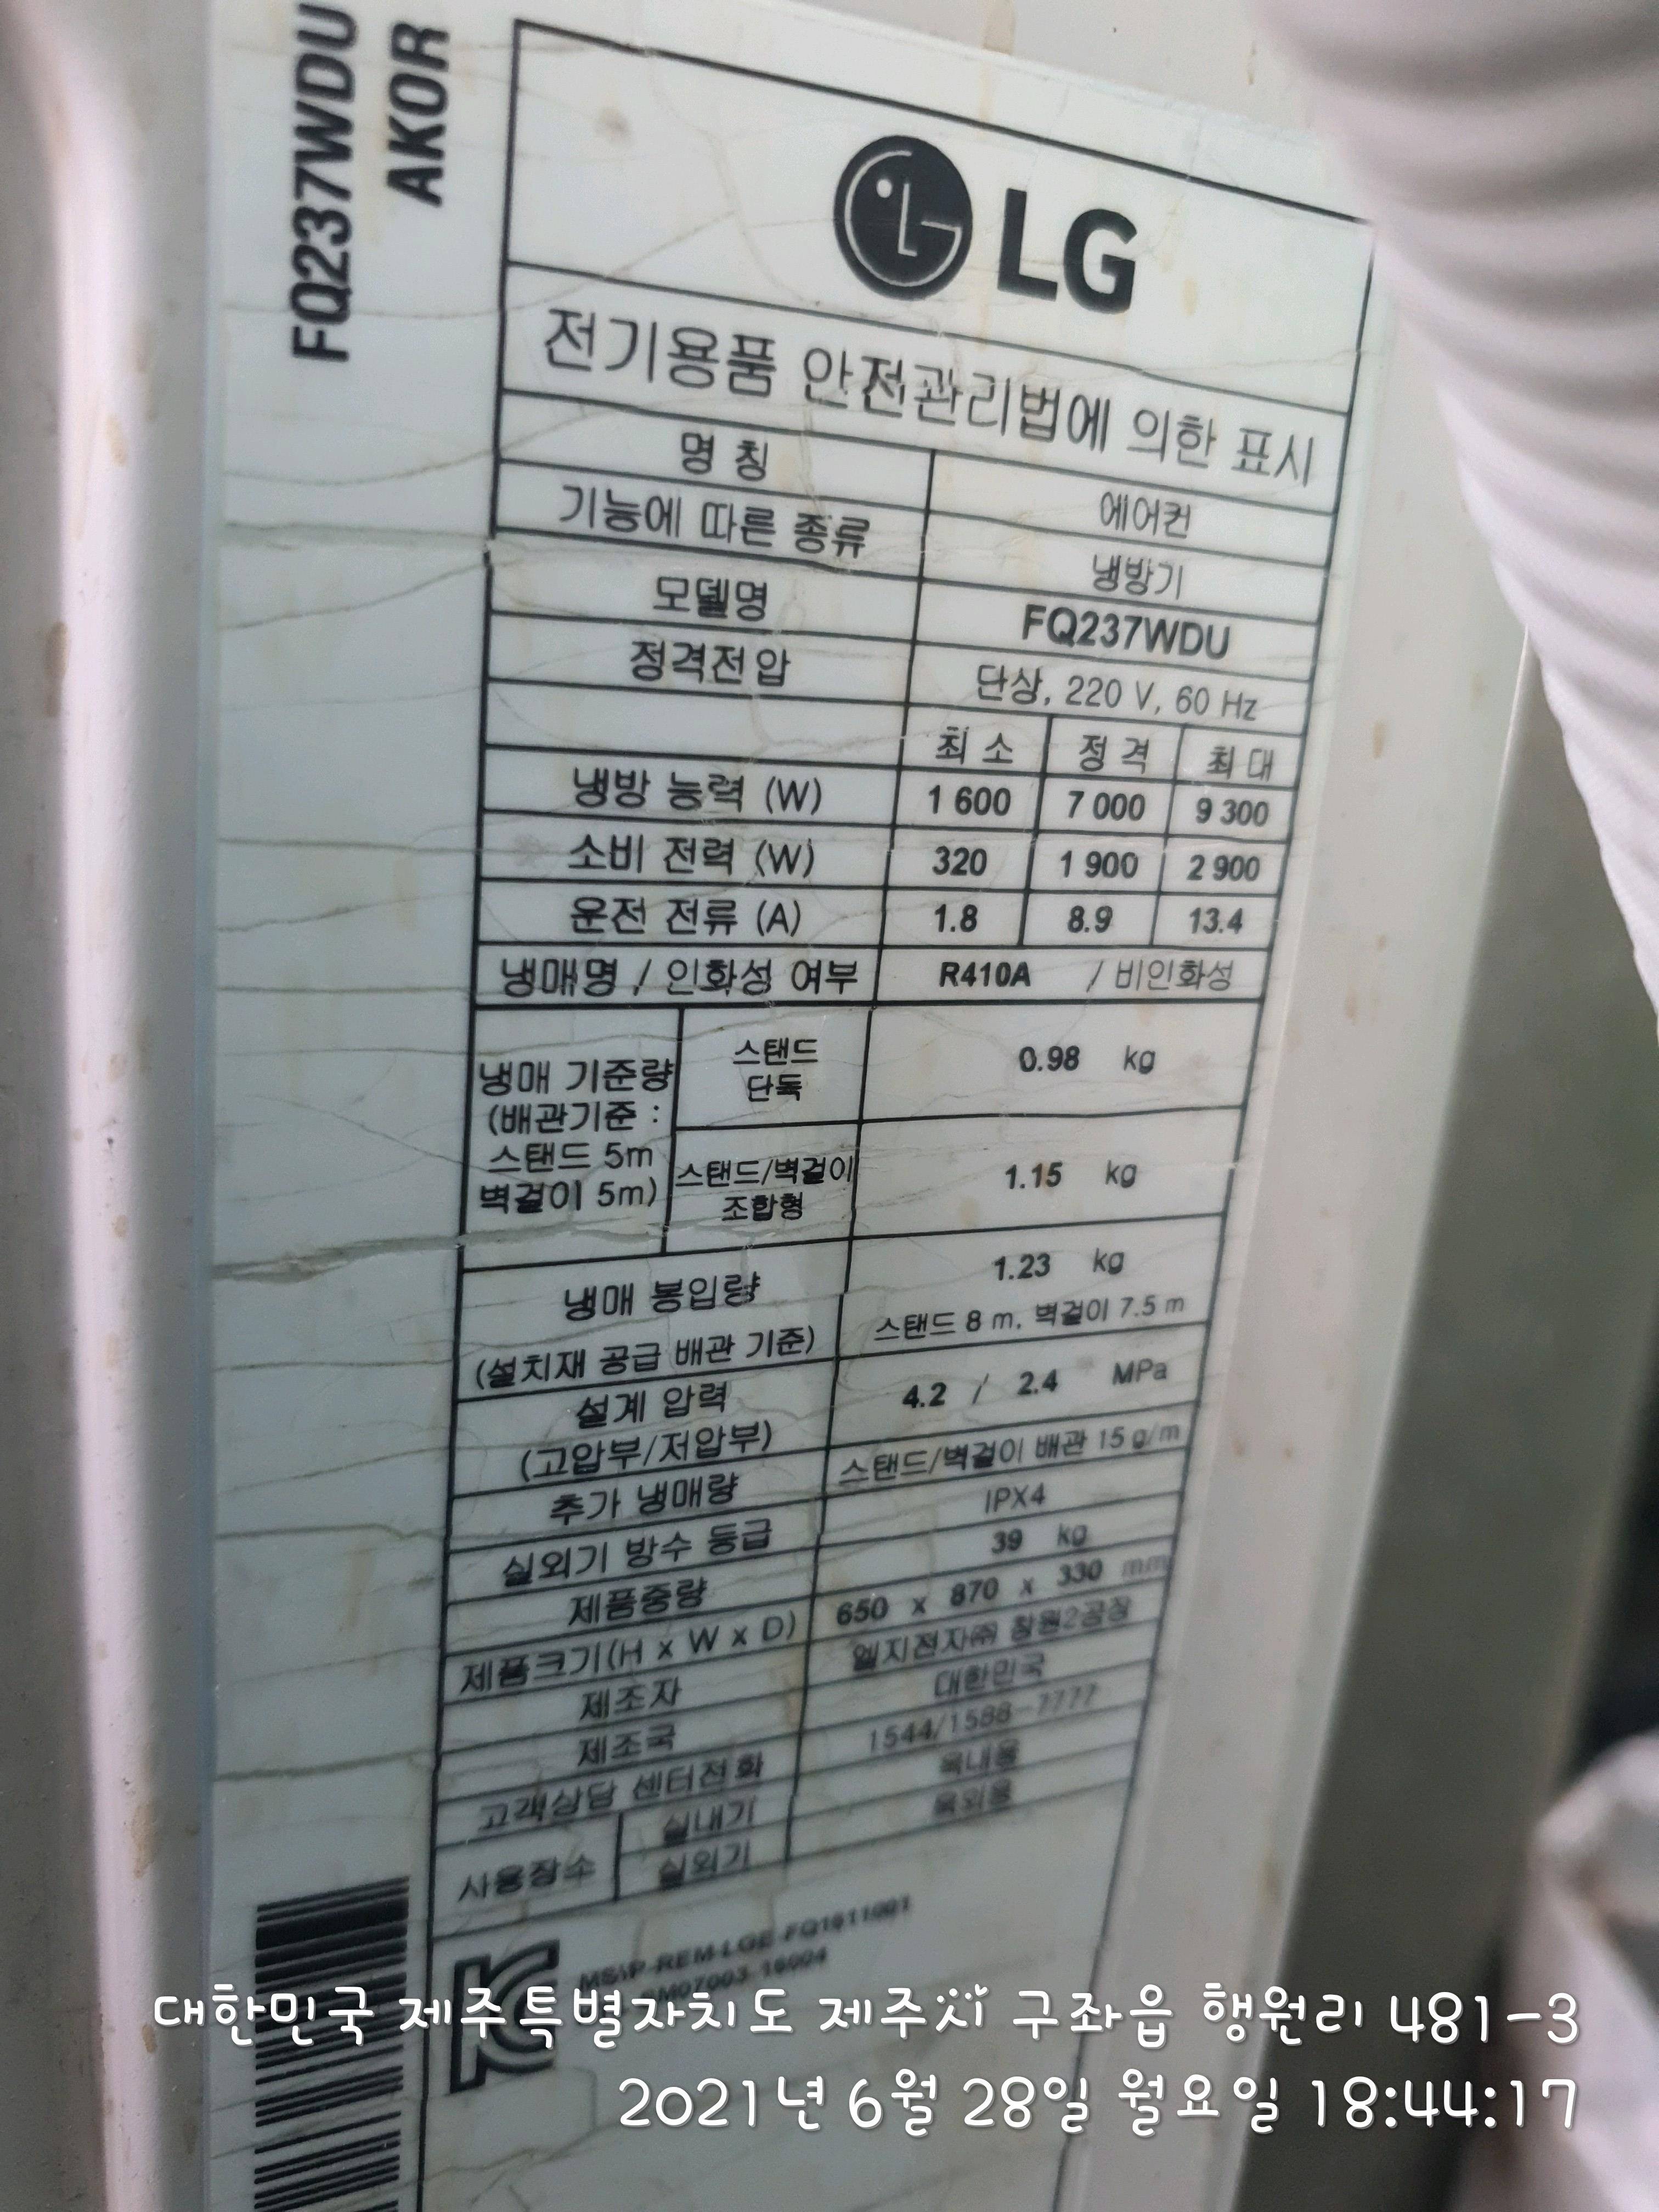 FQ237WDU
AKOR
LG
전기용품 안전관리법에 의한 표시
명 칭 에어컨
기능에 따른 종류 냉방기
모델명 FQ237WDU
정격전압 단상, 220 V, 60 Hz
최 소 정 격 최 대
냉방 능력 (W) 1 600 7 000 9 300
소비 전력 (W) 320 1 900 2 900
운전 전류 (A) 1.8 8.9 13.4
냉매명 / 인화성 여부 R410A / 비인화성
냉매 기준량
(배관기준 :
스탠드 5m
벽걸이 5m)
스탠드
단독
0.98 kg
스탠드/벽걸이
조합형
1.15 kg
냉매 봉입량 1.23 kg
(설치재 공급 배관 기준) 스탠드 8 m, 벽걸이 7.5 m
설계 압력
(고압부/저압부)
4.2 / 2.4 MPa
추가 냉매량 스탠드/벽걸이 배관 15 g/m
실외기 방수 등급 IPX4
제품중량 39 kg
제품크기(H x W x D) 650 x 870 x 330 mm
제조자 엘지전자㈜ 창원2공장
제조국 대한민국
고객상담 센터전화 1544/1588-7777
사용장소
실내기 옥내용
실외기 옥외용
MSIP-REM-LGE-FQ1611001
대한민국 제주특별자치도 제주시 구좌읍 행원리 481-3
2021년 6월 28일 월요일 18:44:17